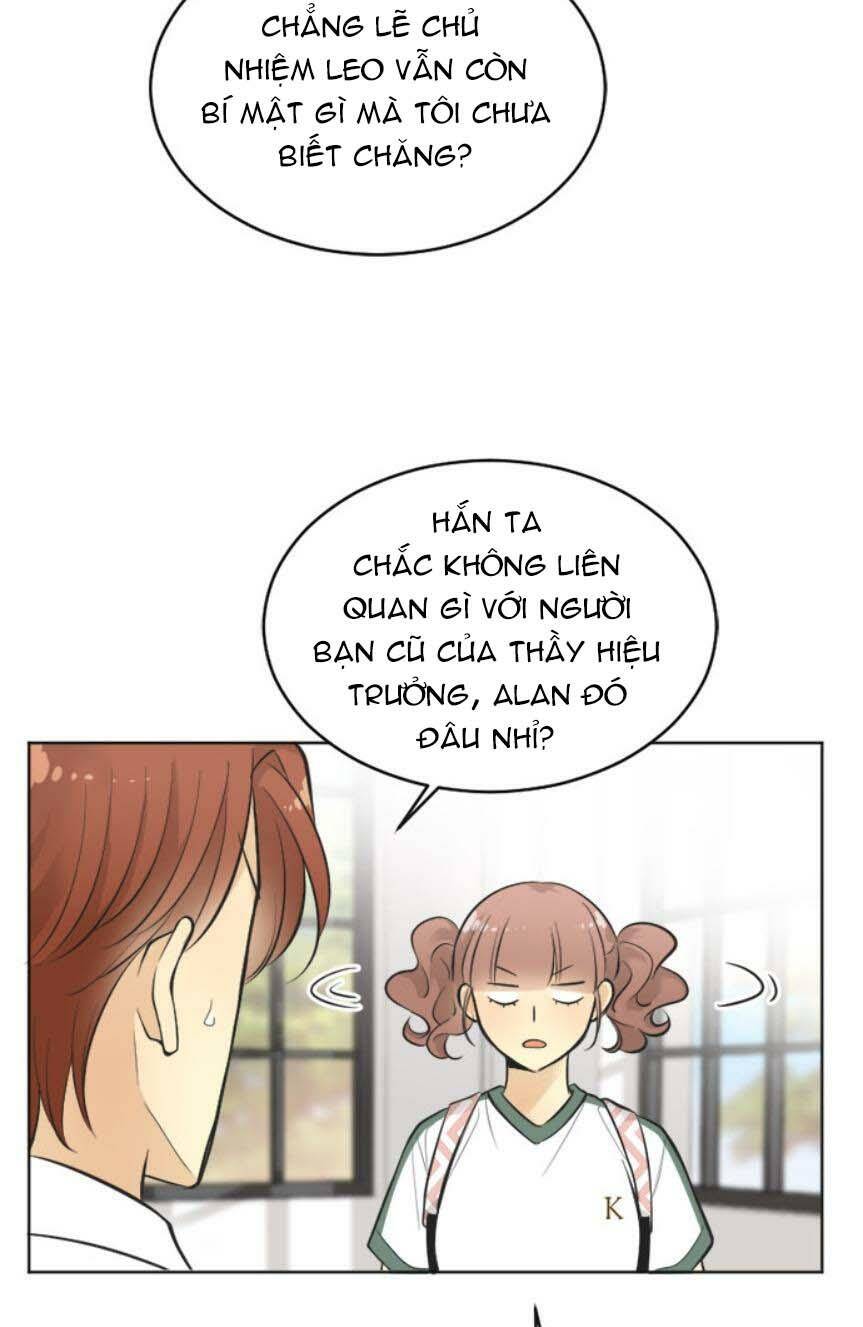 CHẲNG LẼ CHỦ
NHIỆM LEO VẪN CÒN
BÍ MẬT GÌ MÀ TÔI CHƯA
BIẾT CHĂNG?
HẮN TA
CHẮC KHÔNG LIÊN
QUAN GÌ VỚI NGƯỜI
BẠN CŨ CỦA THẦY HIỆU
TRƯỞNG, ALAN ĐÓ
ĐÂU NHỈ?
K